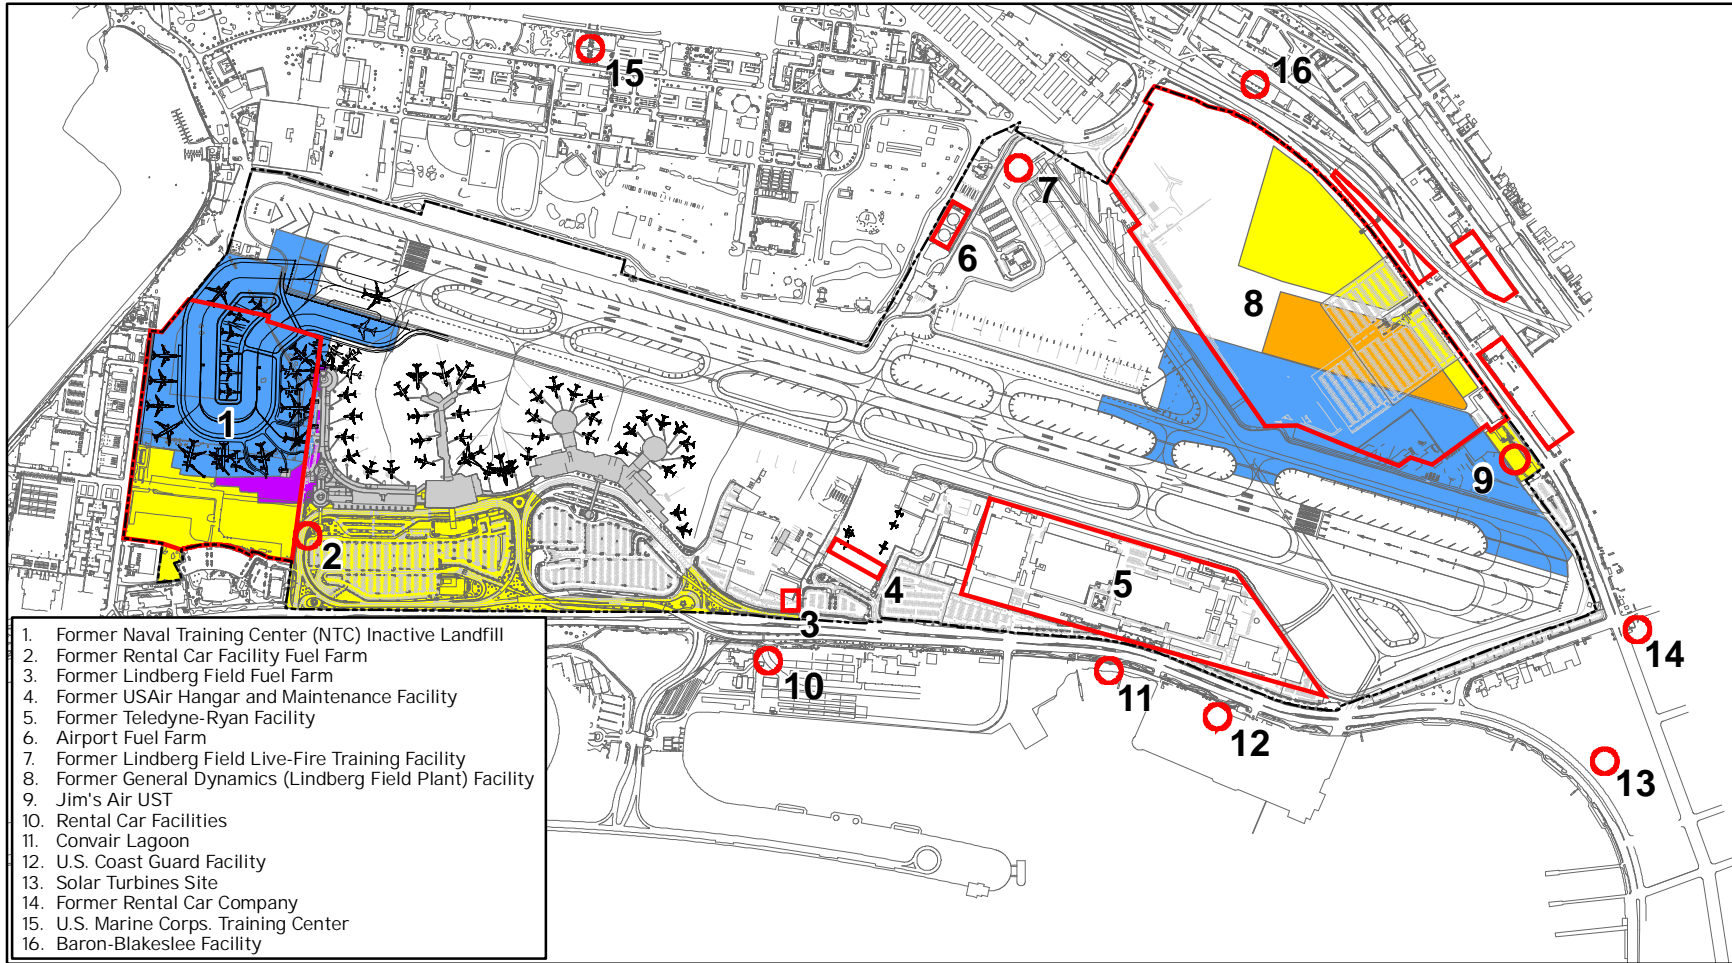 15
16
7
6
8
1
9
2
4
5
3
14
10
11
12
13
1. Former Naval Training Center (NTC) Inactive Landfill
2. Former Rental Car Facility Fuel Farm
3. Former Lindberg Field Fuel Farm
4. Former USAir Hangar and Maintenance Facility
5. Former Teledyne-Ryan Facility
6. Airport Fuel Farm
7. Former Lindberg Field Live-Fire Training Facility
8. Former General Dynamics (Lindberg Field Plant) Facility
9. Jim's Air UST
10. Rental Car Facilities
11. Convair Lagoon
12. U.S. Coast Guard Facility
13. Solar Turbines Site
14. Former Rental Car Company
15. U.S. Marine Corps. Training Center
16. Baron-Blakeslee Facility